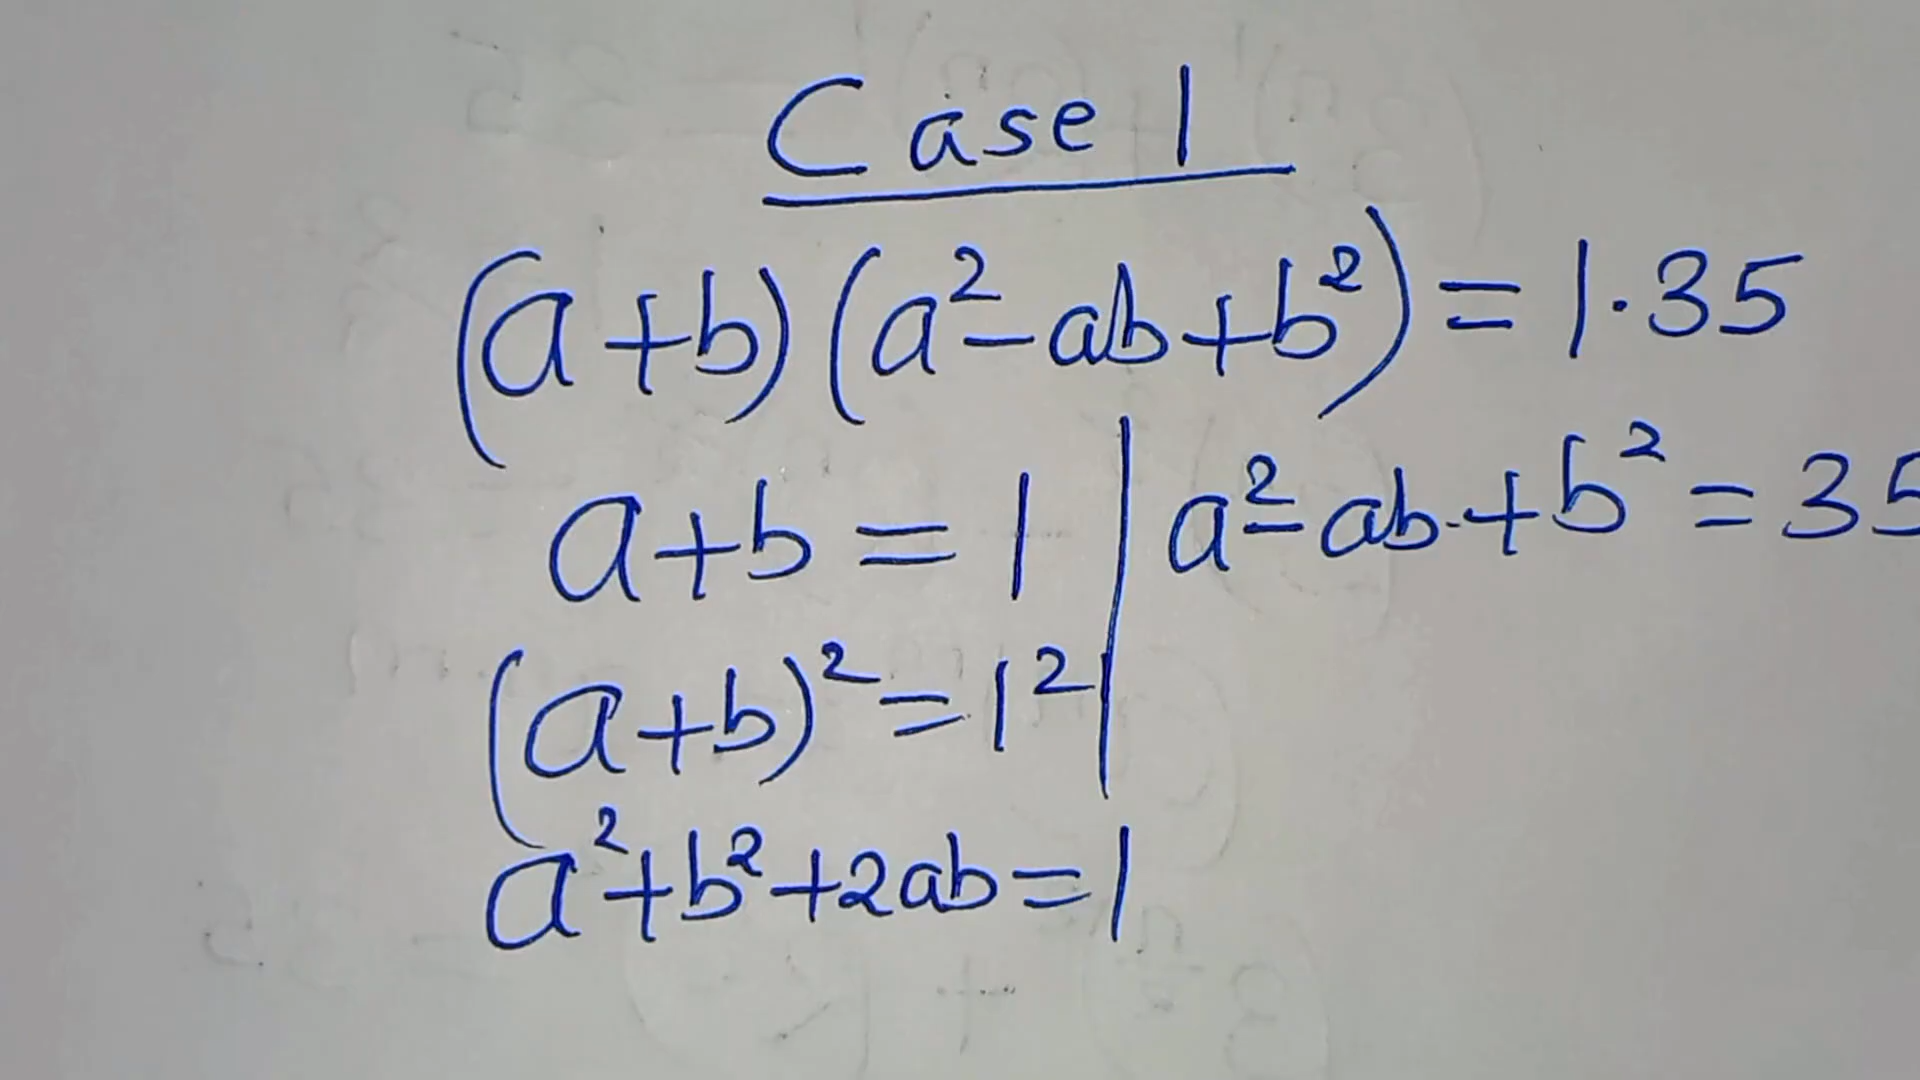 Case 1
(a+b)(a²-ab+b²)=1·35
a+b=1 | a²-ab+b²=35
(a+b)²=1²
a²+b²+2ab=1